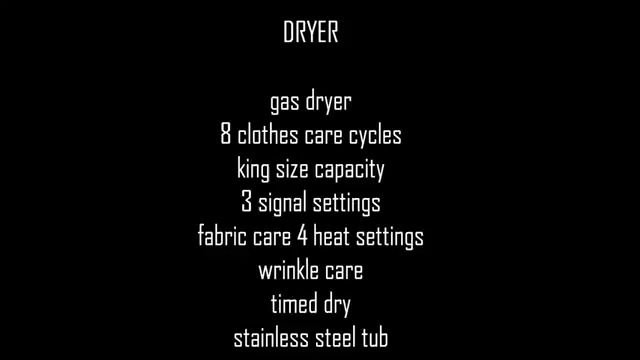 DRYER
gas dryer
8 clothes care cycles
king size capacity
3 signal settings
fabric care 4 heat settings
wrinkle care
timed dry
stainless steel tub